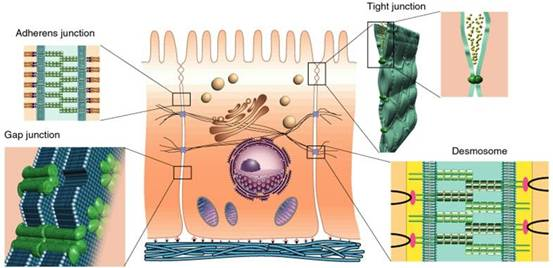 Tight junction
Adherens junction
Gap junction
Desmosome